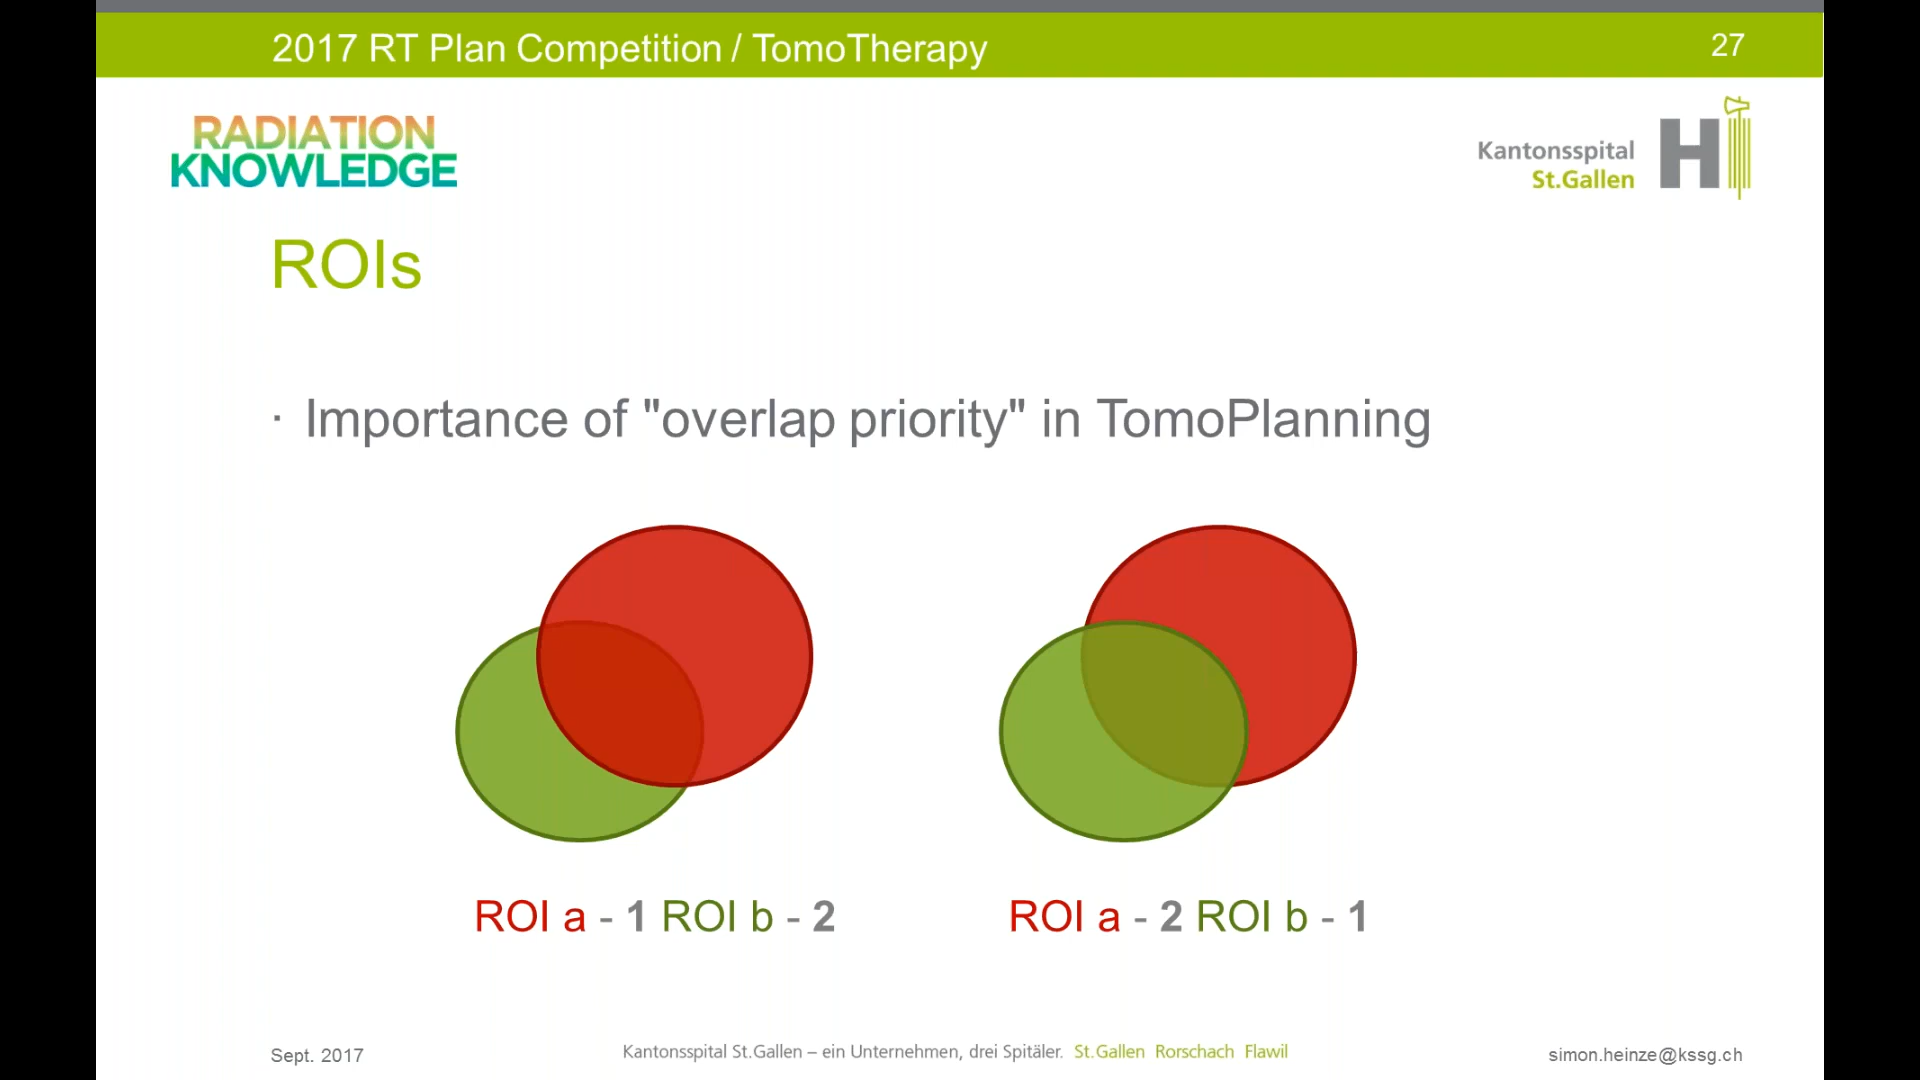 2017 RT Plan Competition / TomoTherapy
27
RADIATION
KNOWLEDGE
Kantonsspital
St.Gallen
H
ROIs
· Importance of "overlap priority" in TomoPlanning
ROI a - 1 ROI b - 2
ROI a - 2 ROI b - 1
Sept. 2017
Kantonsspital St.Gallen – ein Unternehmen, drei Spitäler. St.Gallen Rorschach Flawil
simon.heinze@kssg.ch